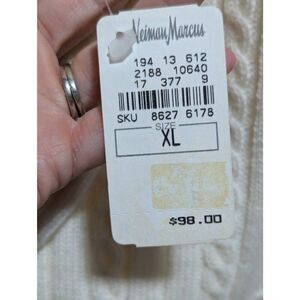 Neiman Marcus
194 13 612
2188 10640
17 377 9
SKU 8627 6178
SIZE
XL
$98.00